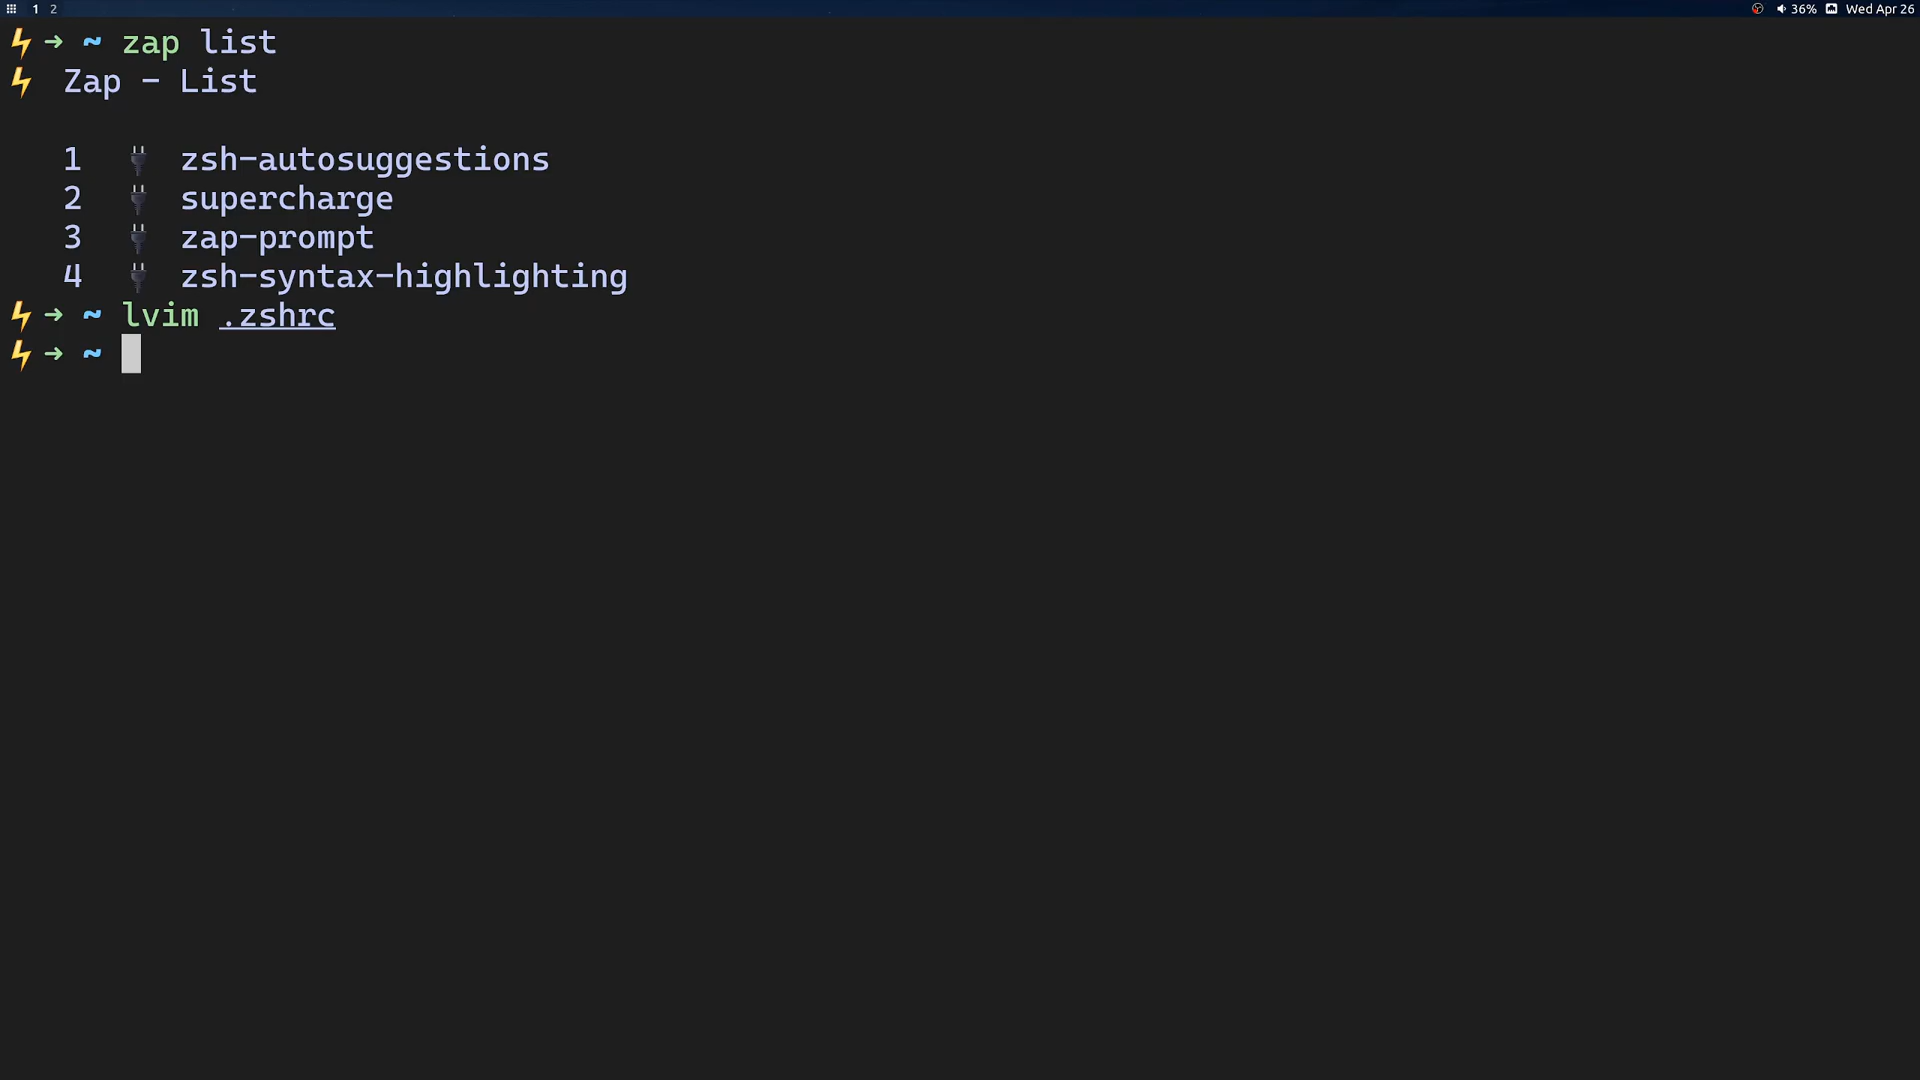 1 2 36% Wed Apr 26
⚡ → ~ zap list
⚡ Zap - List
1 🔌 zsh-autosuggestions
2 🔌 supercharge
3 🔌 zap-prompt
4 🔌 zsh-syntax-highlighting
⚡ → ~ lvim .zshrc
⚡ → ~